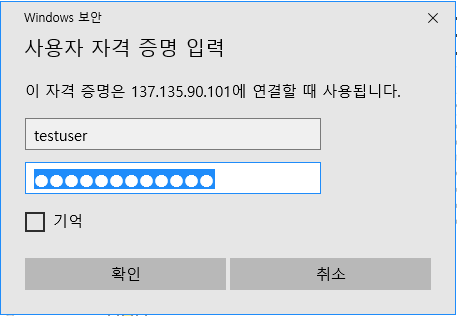 Windows 보안
사용자 자격 증명 입력
이 자격 증명은 137.135.90.101에 연결할 때 사용됩니다.
testuser
●●●●●●●●●●●●
기억
확인
취소